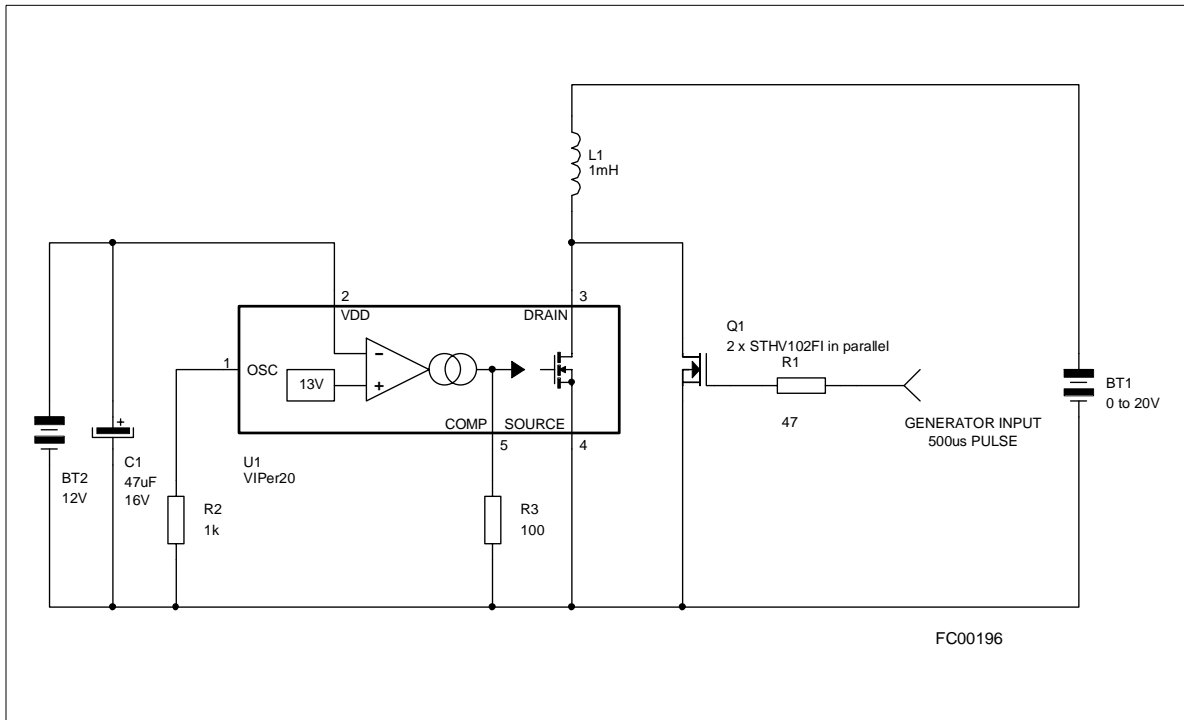 L1
1mH
2
3
VDD
DRAIN
Q1
2 x STHV102FI in parallel
R1
1
OSC
-
13V
+
BT1
0 to 20V
47
GENERATOR INPUT
500us PULSE
COMP
SOURCE
5
4
+
U1
VIPer20
BT2
12V
C1
47uF
16V
R2
1k
R3
100
FC00196